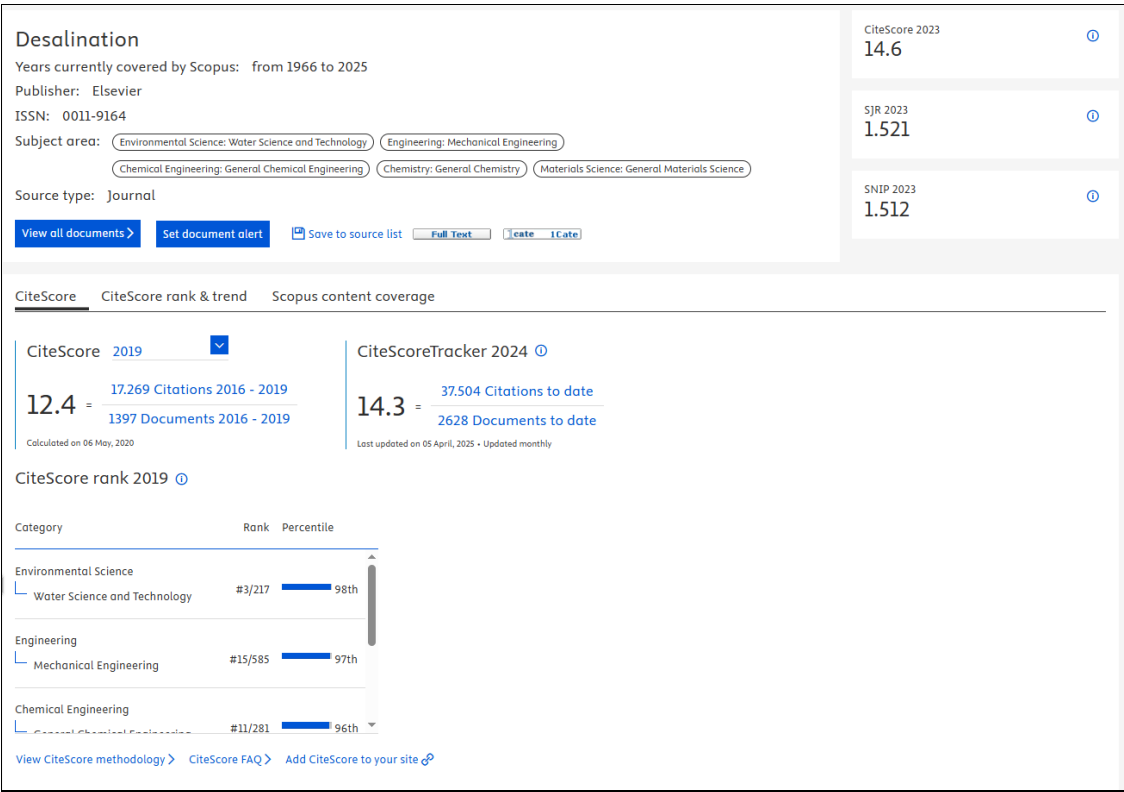 Desalination
Years currently covered by Scopus: from 1966 to 2025
Publisher: Elsevier
ISSN: 0011-9164
Subject area: Environmental Science: Water Science and Technology Engineering: Mechanical Engineering
Chemical Engineering: General Chemical Engineering Chemistry: General Chemistry Materials Science: General Materials Science
Source type: Journal
View all documents Set document alert Save to source list Full Text 1cate 1Cate
CiteScore 2023
14.6
SJR 2023
1.521
SNIP 2023
1.512
CiteScore CiteScore rank & trend Scopus content coverage
CiteScore 2019
12.4 = 17.269 Citations 2016 - 2019
1397 Documents 2016 - 2019
Calculated on 06 May, 2020
CiteScoreTracker 2024
14.3 = 37.504 Citations to date
2628 Documents to date
Last updated on 05 April, 2025 • Updated monthly
CiteScore rank 2019
Category Rank Percentile
Environmental Science
Water Science and Technology #3/217 98th
Engineering
Mechanical Engineering #15/585 97th
Chemical Engineering
General Chemical Engineering #11/281 96th
View CiteScore methodology CiteScore FAQ Add CiteScore to your site